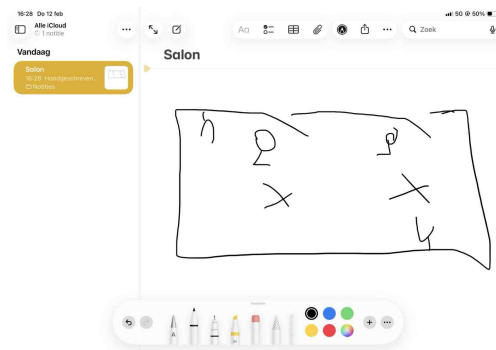 16:28 Do 12 feb
5G 50%
Alle iCloud
1 notitie
Aa
Zoek
Vandaag
Salon
16:28 Handgeschreven...
Notities
Salon
h
x
x
y